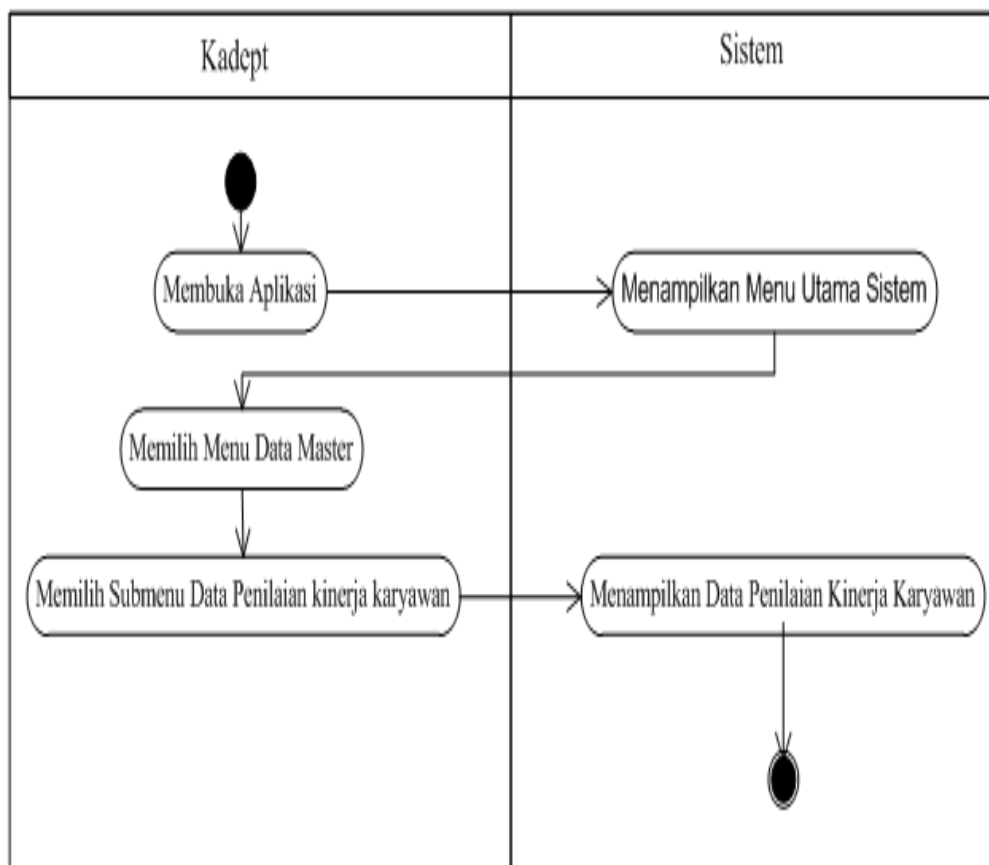 Kadept
Sistem
Membuka Aplikasi
Menampilkan Menu Utama Sistem
Memilih Menu Data Master
Memilih Submenu Data Penilaian kinerja karyawan
Menampilkan Data Penilaian Kinerja Karyawan